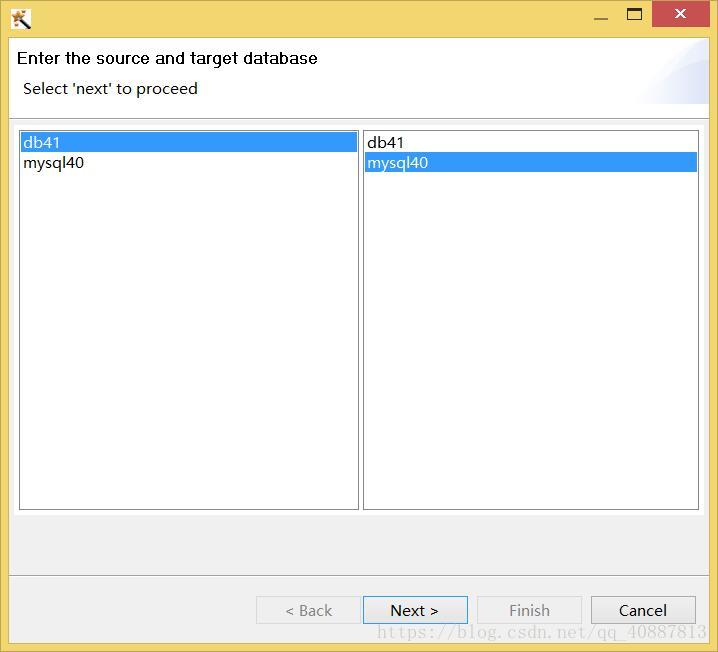 Enter the source and target database
Select 'next' to proceed
db41
mysql40
db41
mysql40
< Back
Next >
Finish
Cancel
https://blog.csdn.net/qq_40887813